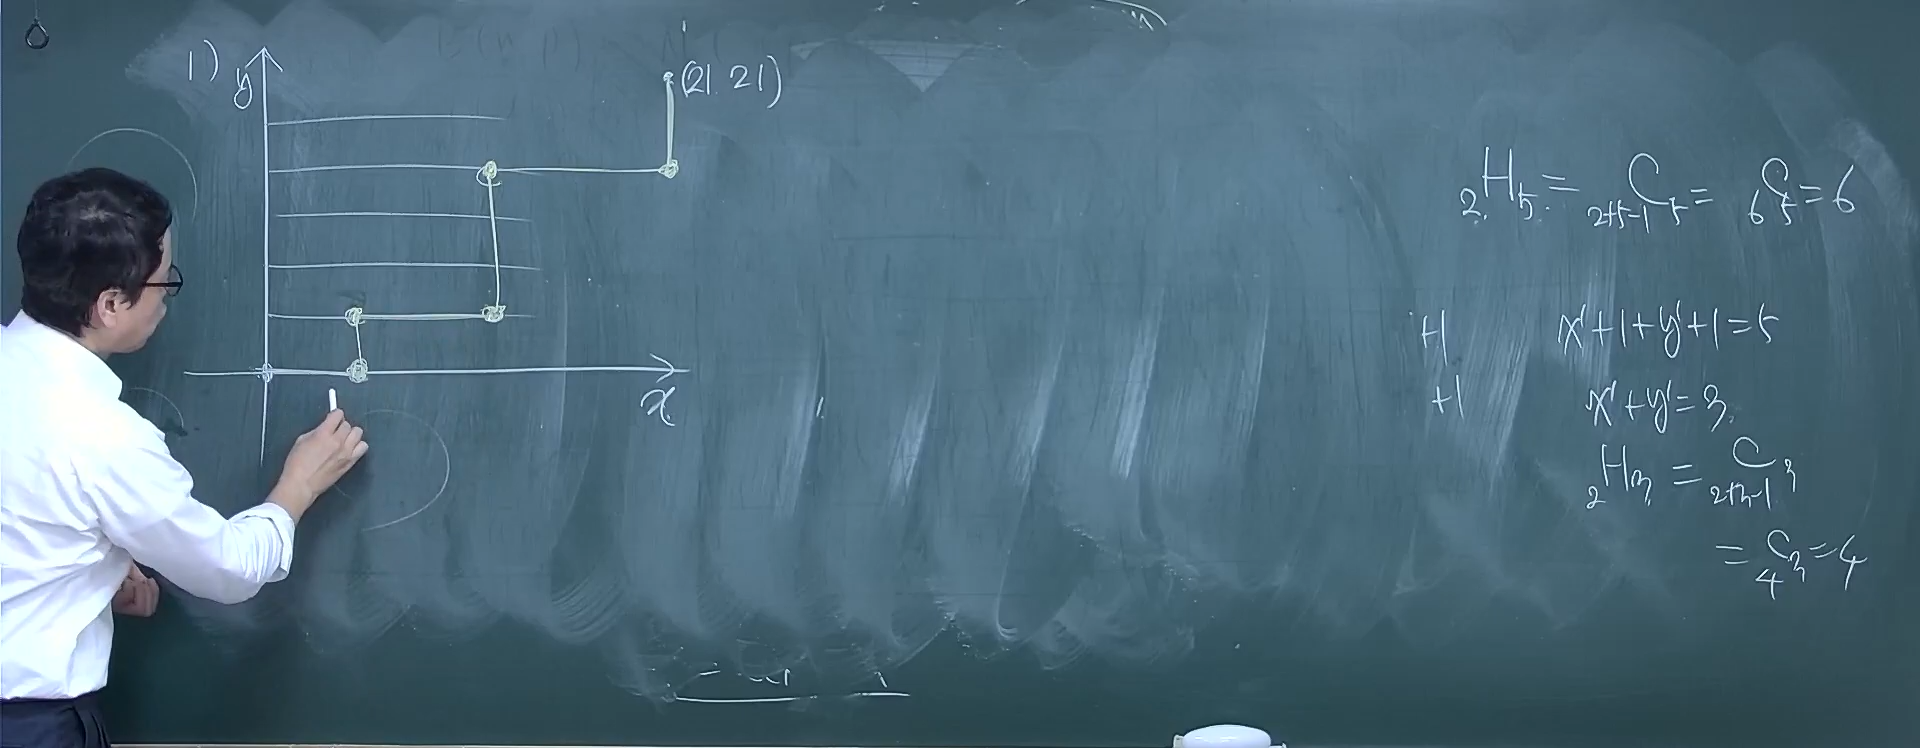 1)
y
(21. 21)
x
₂H₅ = ₂₊₅₋₁C₅ = ₆C₅ = 6
+1 x'+1+y'+1=5
+1 x'+y'=3.
₂H₃ = ₂₊₃₋₁C₃
= ₄C₃ = 4